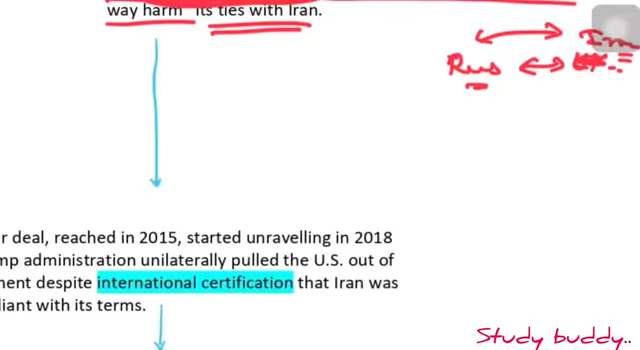 way harm its ties with Iran.
Rus
r deal, reached in 2015, started unravelling in 2018
mp administration unilaterally pulled the U.S. out of
ment despite international certification that Iran was
liant with its terms.
Study buddy..